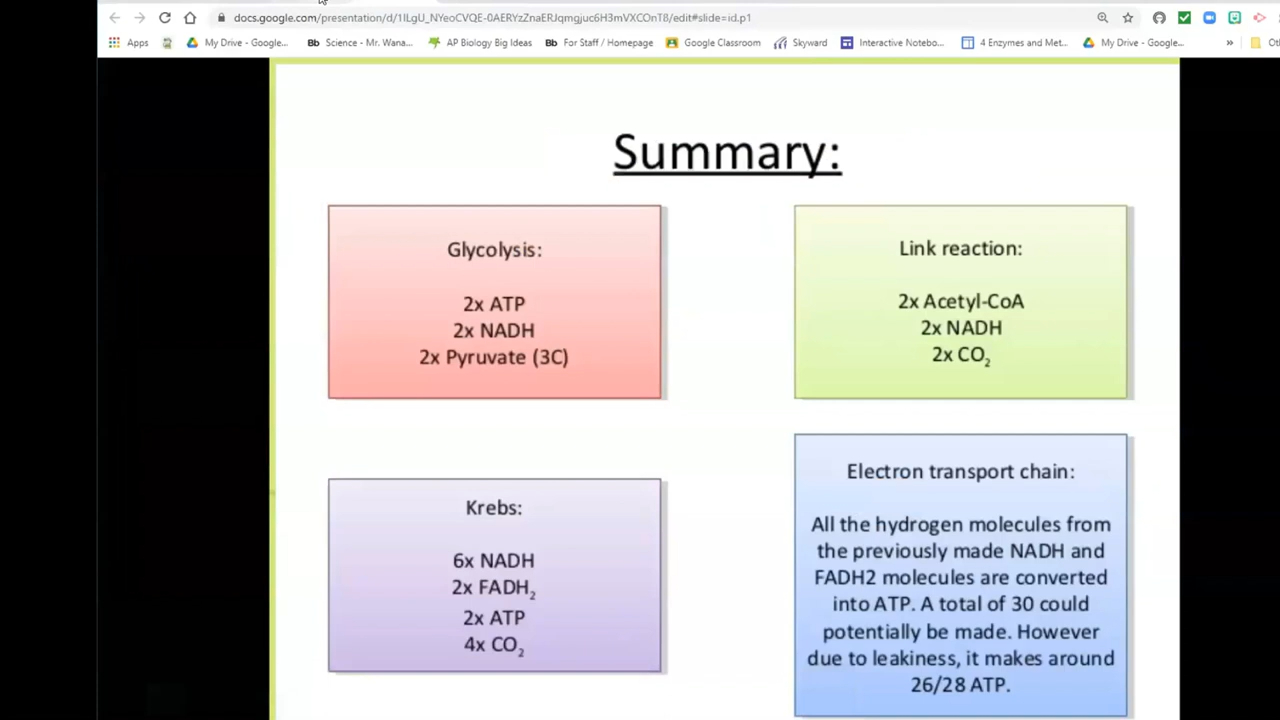 docs.google.com/presentation/d/1ILgU_NYeoCVQE-0AERYzZnaERJqmgjuc6H3mVXCOnT8/edit#slide=id.p1
Apps My Drive - Google... Bb Science - Mr. Wana... AP Biology Big Ideas Bb For Staff / Homepage Google Classroom Skyward Interactive Notebo... 4 Enzymes and Met... My Drive - Google... » Ot
Summary:
Glycolysis:
2x ATP
2x NADH
2x Pyruvate (3C)
Link reaction:
2x Acetyl-CoA
2x NADH
2x CO₂
Krebs:
6x NADH
2x FADH₂
2x ATP
4x CO₂
Electron transport chain:
All the hydrogen molecules from
the previously made NADH and
FADH2 molecules are converted
into ATP. A total of 30 could
potentially be made. However
due to leakiness, it makes around
26/28 ATP.